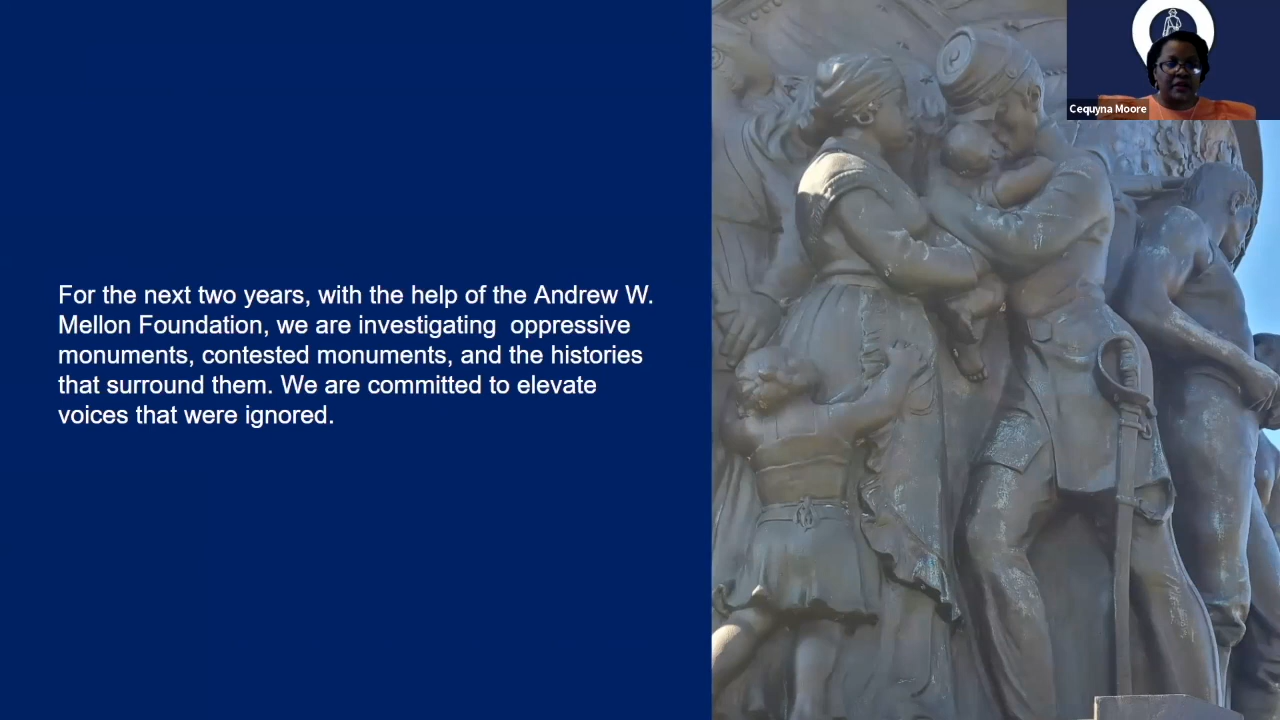 For the next two years, with the help of the Andrew W.
Mellon Foundation, we are investigating  oppressive
monuments, contested monuments, and the histories
that surround them. We are committed to elevate
voices that were ignored.
Cequyna Moore